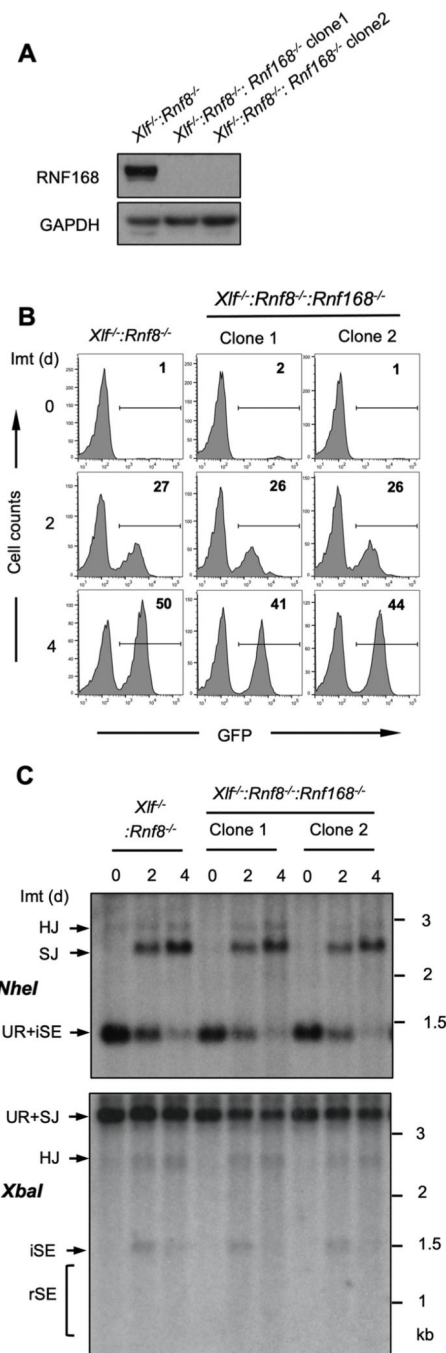 A
Xlf-/-:Rnf8-/-
Xlf-/-:Rnf8-/-: Rnf168-/- clone1
Xlf-/-:Rnf8-/-: Rnf168-/- clone2
RNF168
GAPDH
B
Xlf-/-:Rnf8-/-:Rnf168-/-
Xlf-/-:Rnf8-/- Clone 1 Clone 2
Imt (d)
0 1 2 1
2 27 26 26
4 50 41 44
Cell counts
GFP
C
Xlf-/-:Rnf8-/-:Rnf168-/-
Xlf-/-
:Rnf8-/- Clone 1 Clone 2
Imt (d) 0 2 4 0 2 4 0 2 4
HJ 3
SJ
2
NheI
UR+iSE 1.5
UR+SJ
3
HJ
XbaI 2
iSE 1.5
rSE
1
kb